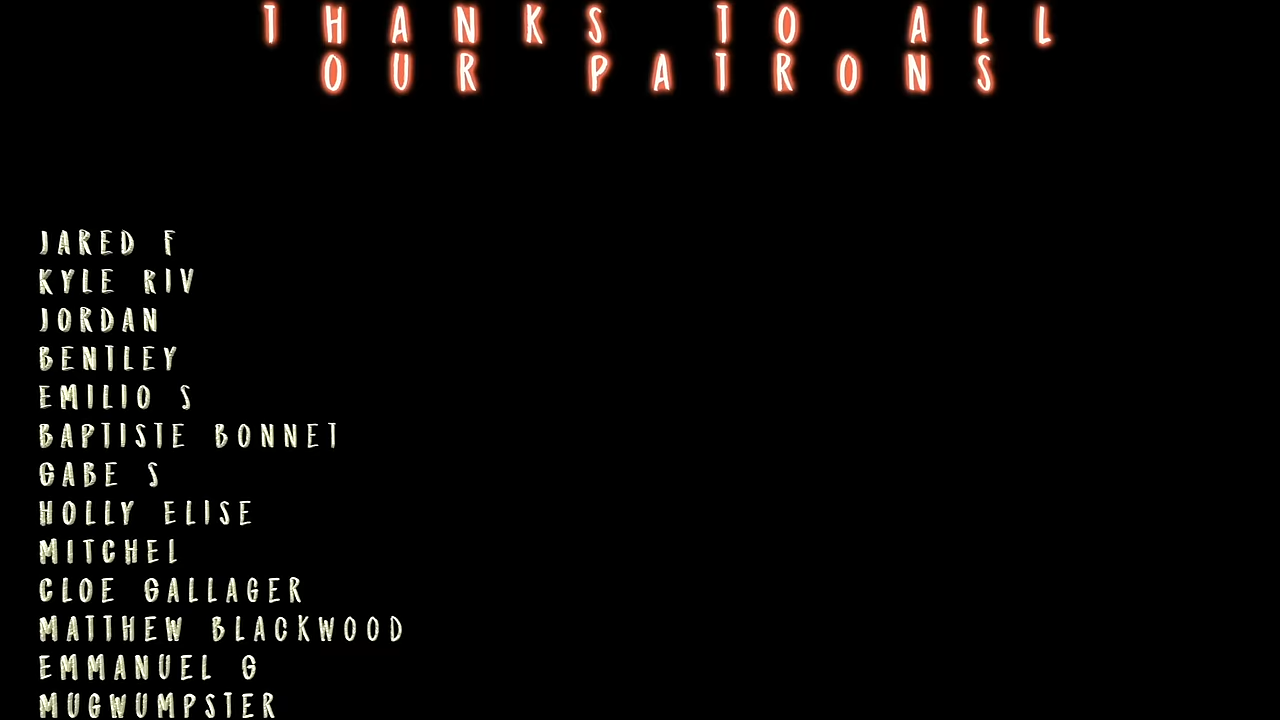 THANKS TO ALL
OUR PATRONS
JARED F
KYLE RIV
JORDAN
BENTLEY
EMILIO S
BAPTISTE BONNET
GABE S
HOLLY ELISE
MITCHEL
CLOE GALLAGER
MATTHEW BLACKWOOD
EMMANUEL G
MUGWUMPSTER